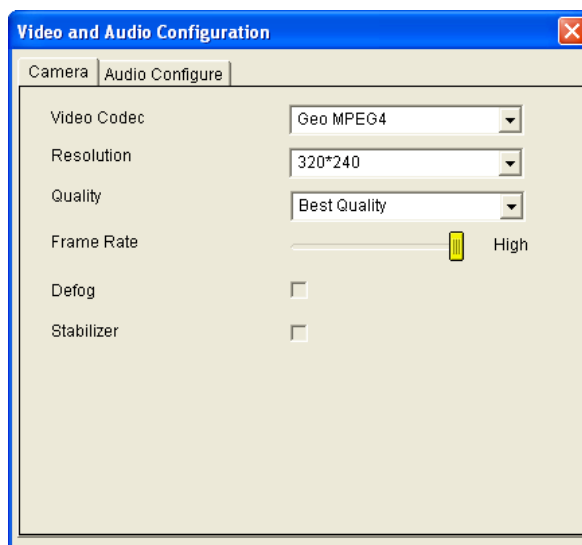 Video and Audio Configuration
Camera Audio Configure
Video Codec Geo MPEG4
Resolution 320*240
Quality Best Quality
Frame Rate High
Defog
Stabilizer